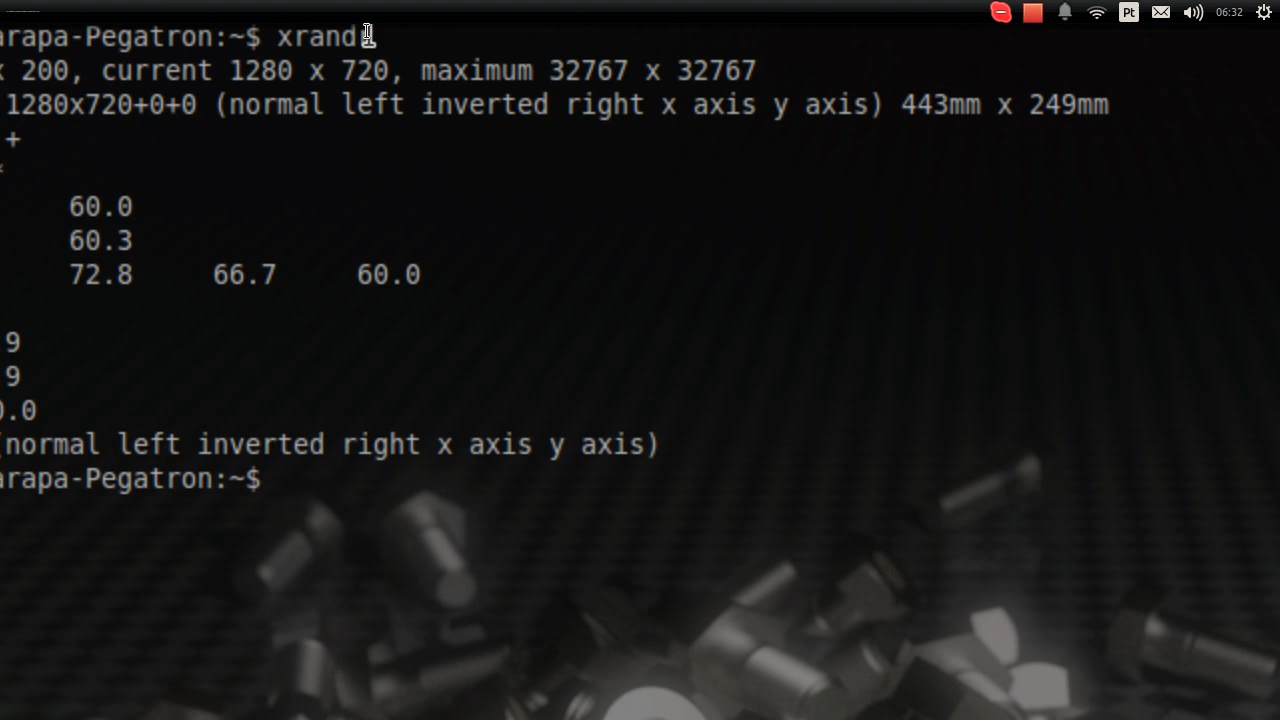 Pt 06:32
arapa-Pegatron:~$ xrandr
x 200, current 1280 x 720, maximum 32767 x 32767
1280x720+0+0 (normal left inverted right x axis y axis) 443mm x 249mm
+
*
60.0
60.3
72.8 66.7 60.0
9
9
0.0
(normal left inverted right x axis y axis)
arapa-Pegatron:~$